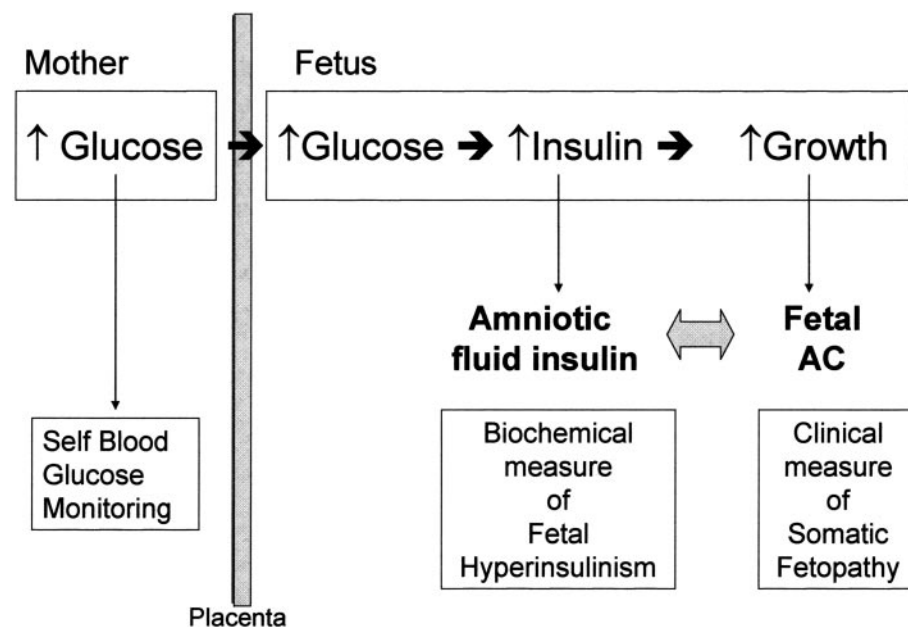 Mother
Fetus
↑ Glucose
↑Glucose
↑Insulin
↑Growth
Amniotic
fluid insulin
Fetal
AC
Self Blood
Glucose
Monitoring
Biochemical
measure
of
Fetal
Hyperinsulinism
Clinical
measure
of
Somatic
Fetopathy
Placenta